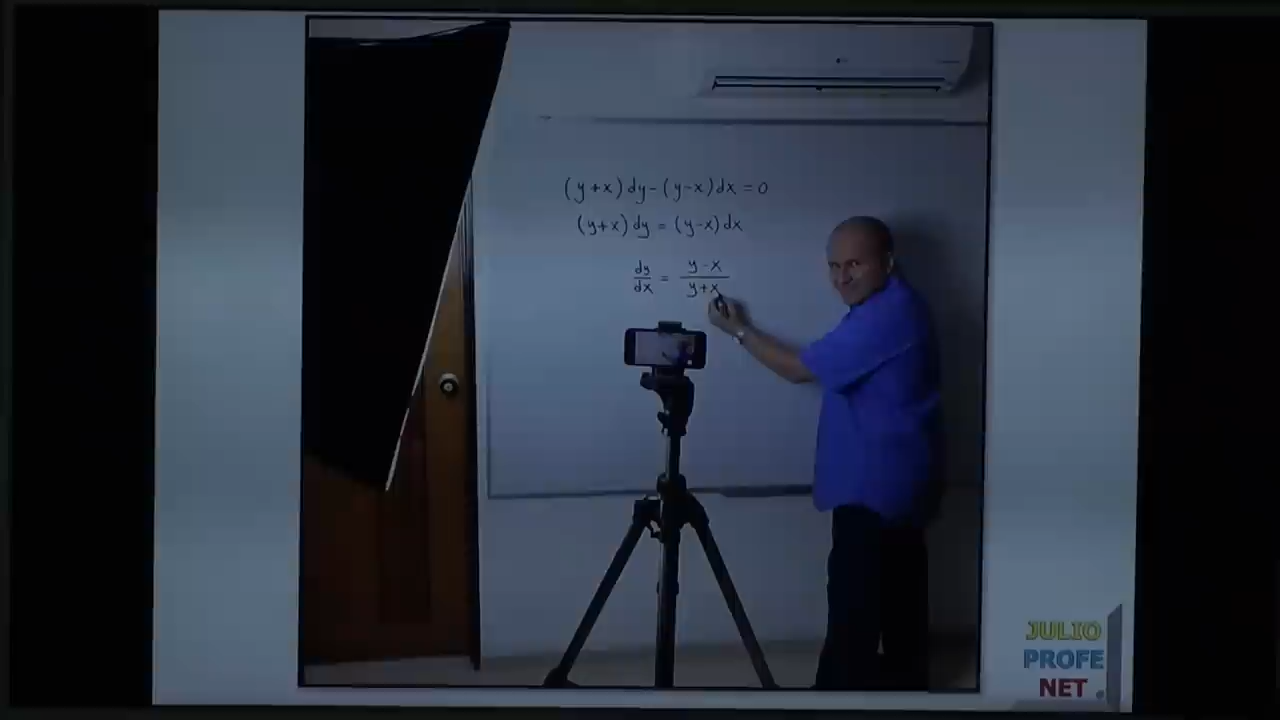 (y+x) dy - (y-x) dx = 0
(y+x) dy = (y-x) dx
dy/dx = y-x/y+x
JULIO
PROFE
NET